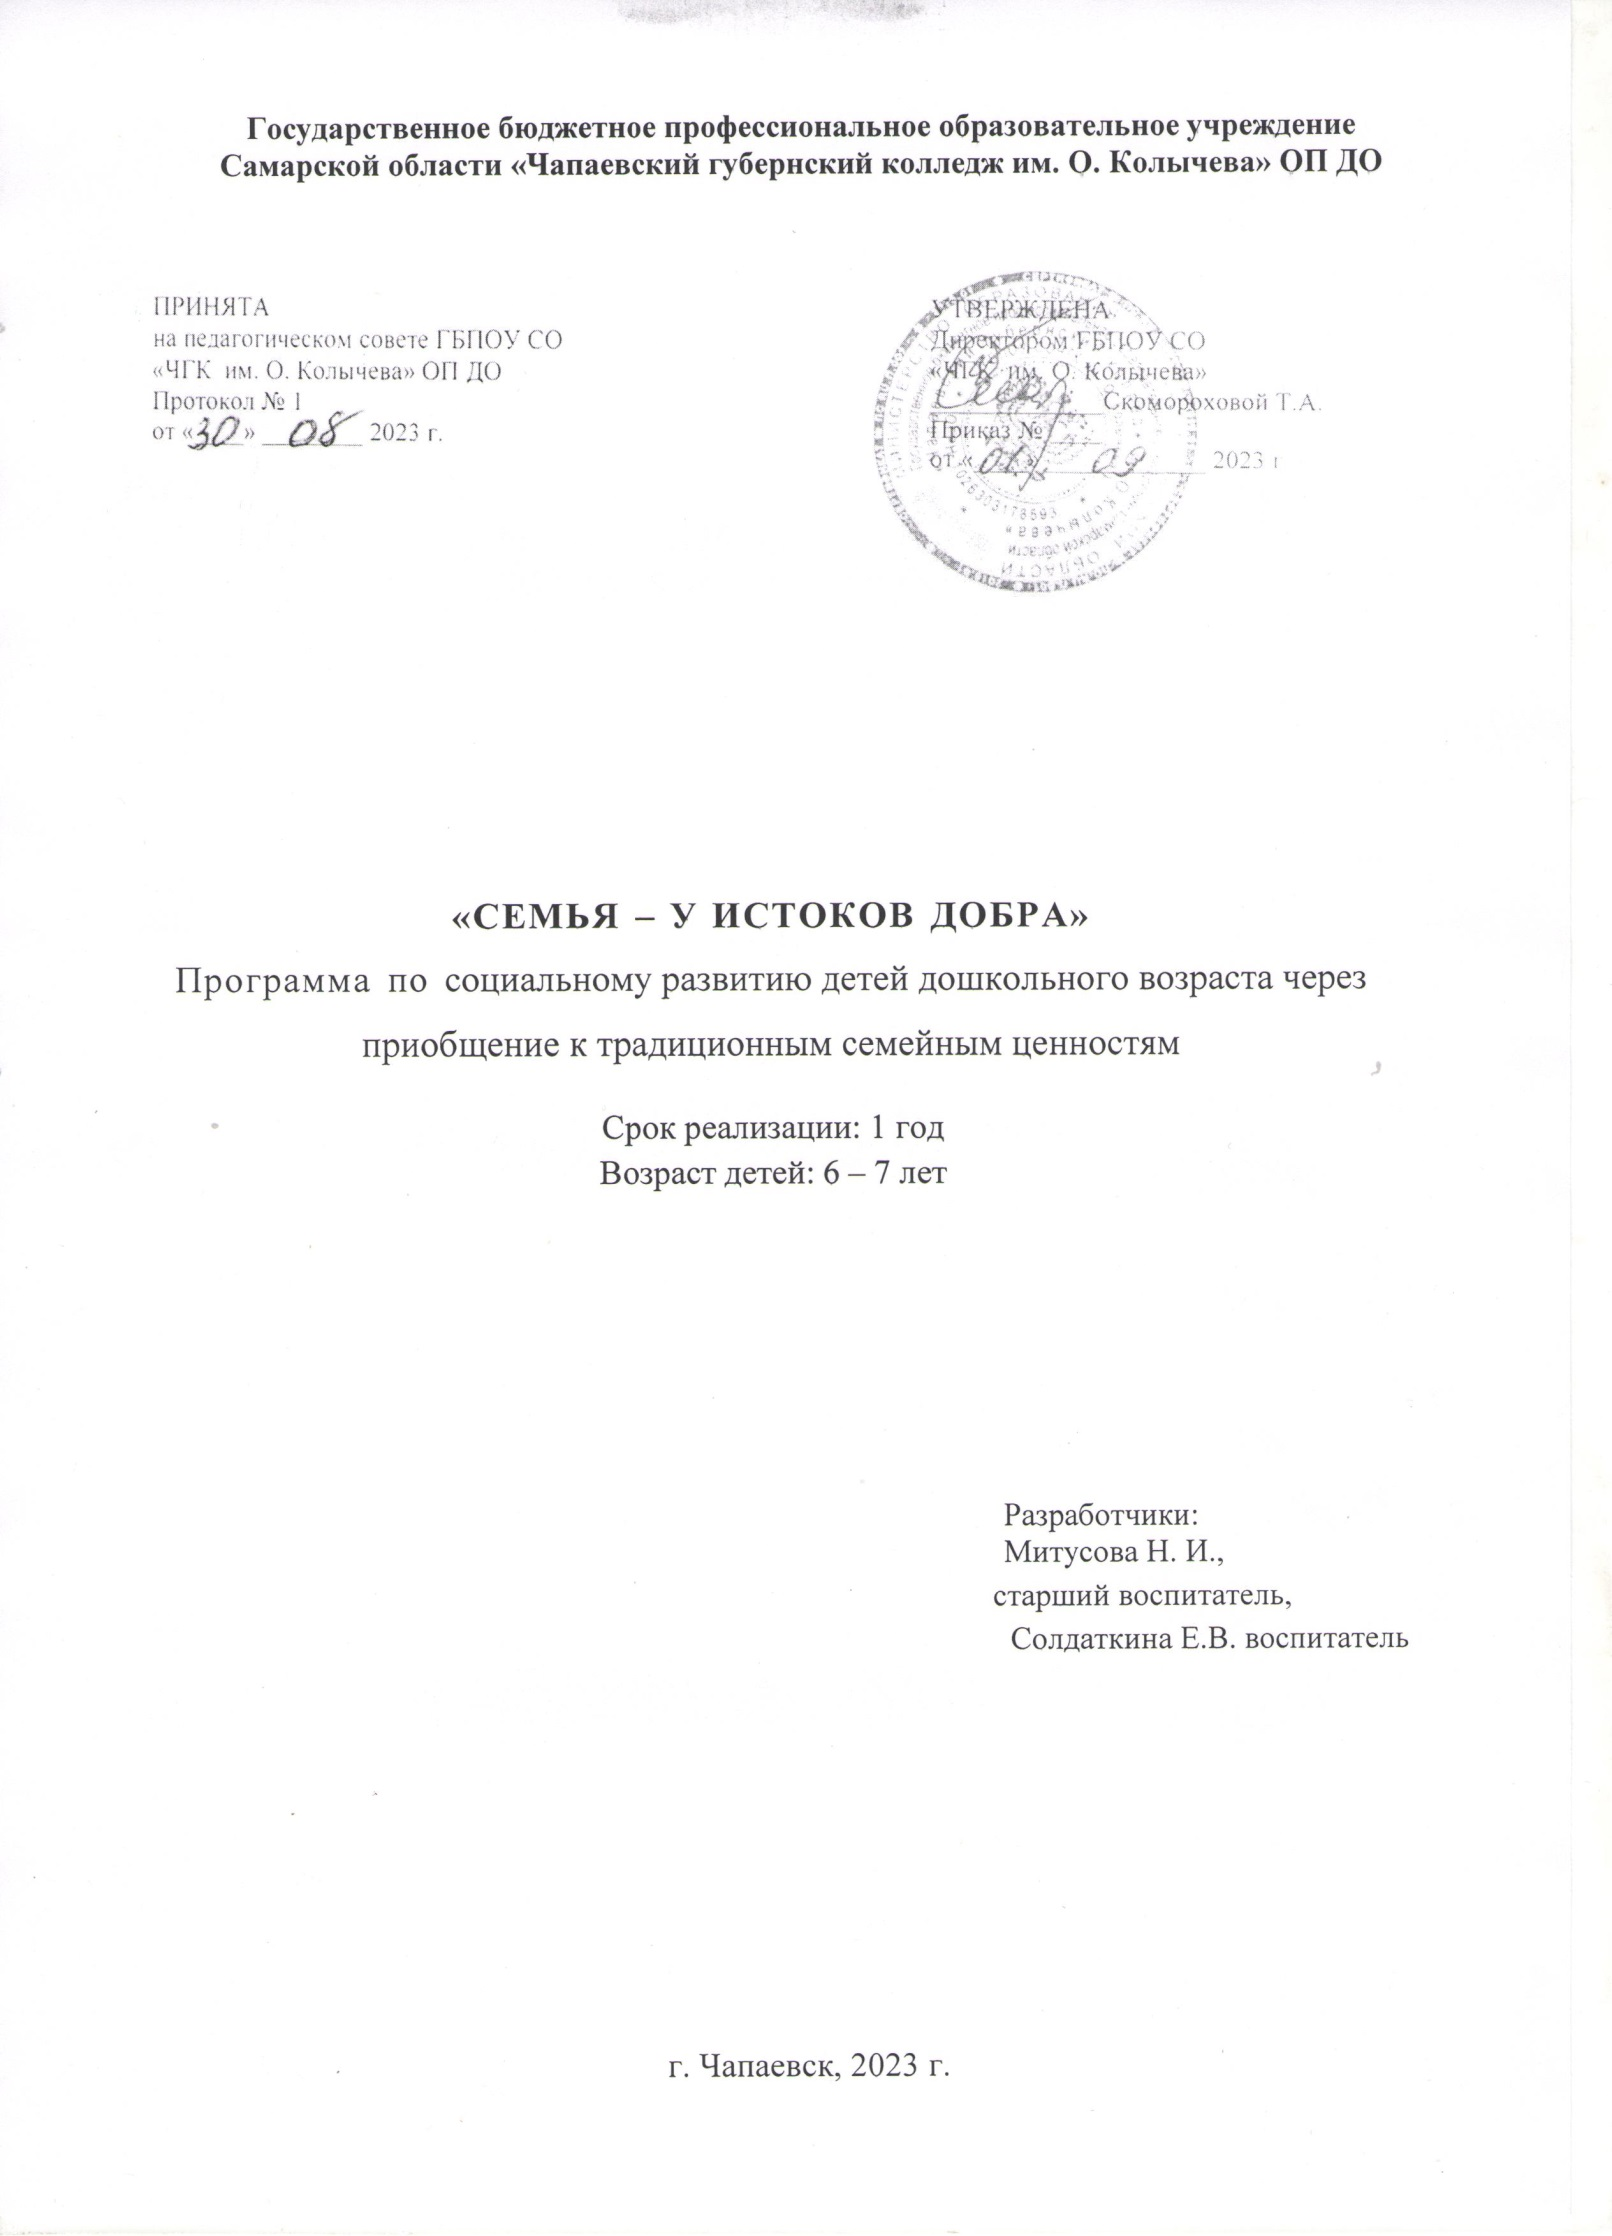 Государственное бюджетное профессиональное образовательное учреждение
Самарской области «Чапаевский губернский колледж им. О. Колычева» ОП ДО
ПРИНЯТА
на педагогическом совете ГБПОУ СО
«ЧГК им. О. Колычева» ОП ДО
Протокол № 1
от «30» 08 2023 г.
УТВЕРЖДЕНА
Директором ГБПОУ СО
«ЧГК им. О. Колычева»
Скомороховой Т.А.
Приказ №
от «01» 09 2023 г
«СЕМЬЯ – У ИСТОКОВ ДОБРА»
Программа по социальному развитию детей дошкольного возраста через
приобщение к традиционным семейным ценностям
Срок реализации: 1 год
Возраст детей: 6 – 7 лет
Разработчики:
Митусова Н. И.,
старший воспитатель,
Солдаткина Е.В. воспитатель
г. Чапаевск, 2023 г.